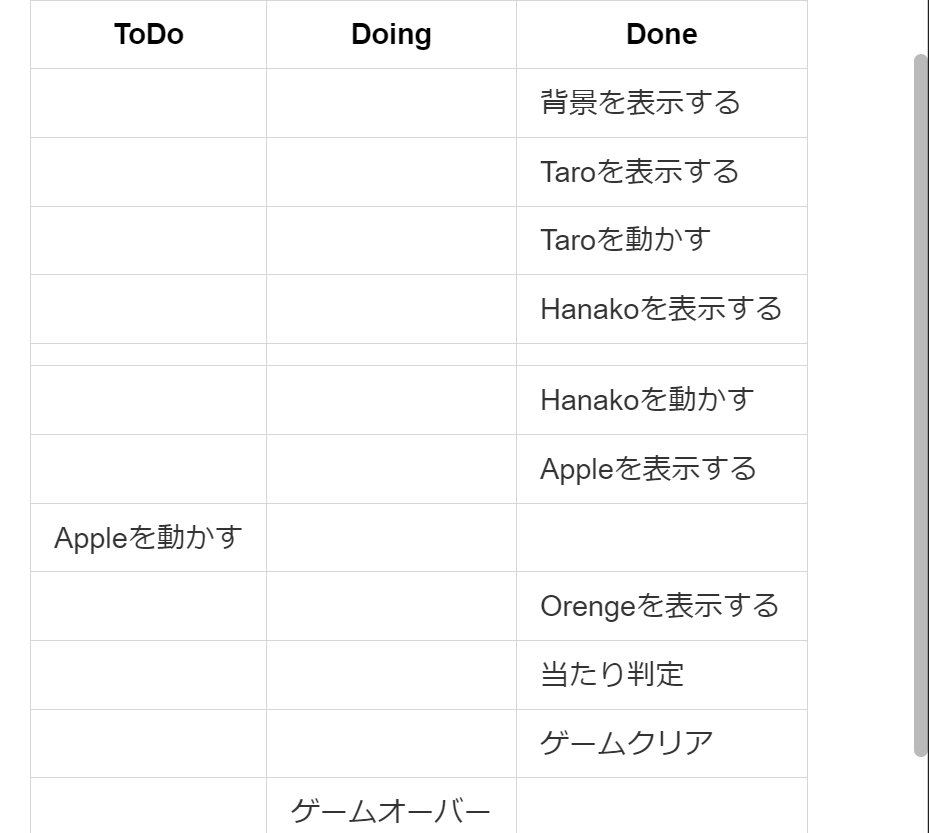 ToDo Doing Done
背景を表示する
Taroを表示する
Taroを動かす
Hanakoを表示する
Hanakoを動かす
Appleを表示する
Appleを動かす
Orengeを表示する
当たり判定
ゲームクリア
ゲームオーバー